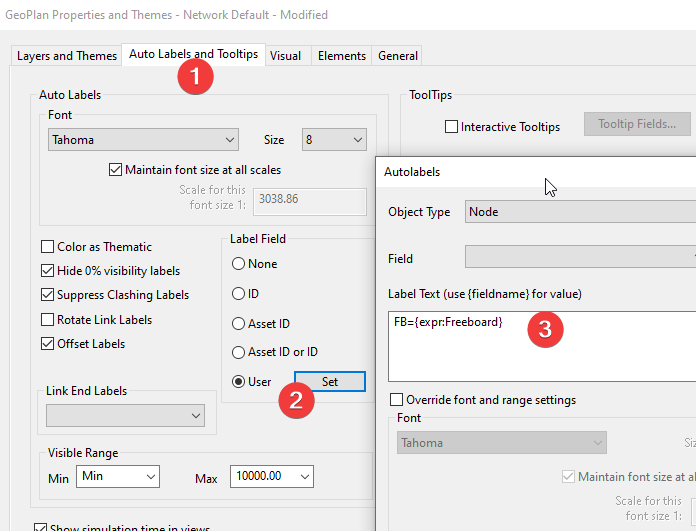 GeoPlan Properties and Themes - Network Default - Modified
Layers and Themes
Auto Labels and Tooltips
Visual
Elements
General
1
Auto Labels
Font
Tahoma
Size
8
Maintain font size at all scales
Scale for this
font size 1:
3038.86
ToolTips
Interactive Tooltips
Tooltip Fields...
Color as Thematic
Hide 0% visibility labels
Suppress Clashing Labels
Rotate Link Labels
Offset Labels
Label Field
None
ID
Asset ID
Asset ID or ID
User
Set
2
Link End Labels
Visible Range
Min
Min
Max
10000.00
Show simulation time in views
Autolabels
Object Type
Node
Field
Label Text (use {fieldname} for value)
FB={expr:Freeboard}
3
Override font and range settings
Font
Tahoma
Maintain font size at
Scale for this
font size 1: